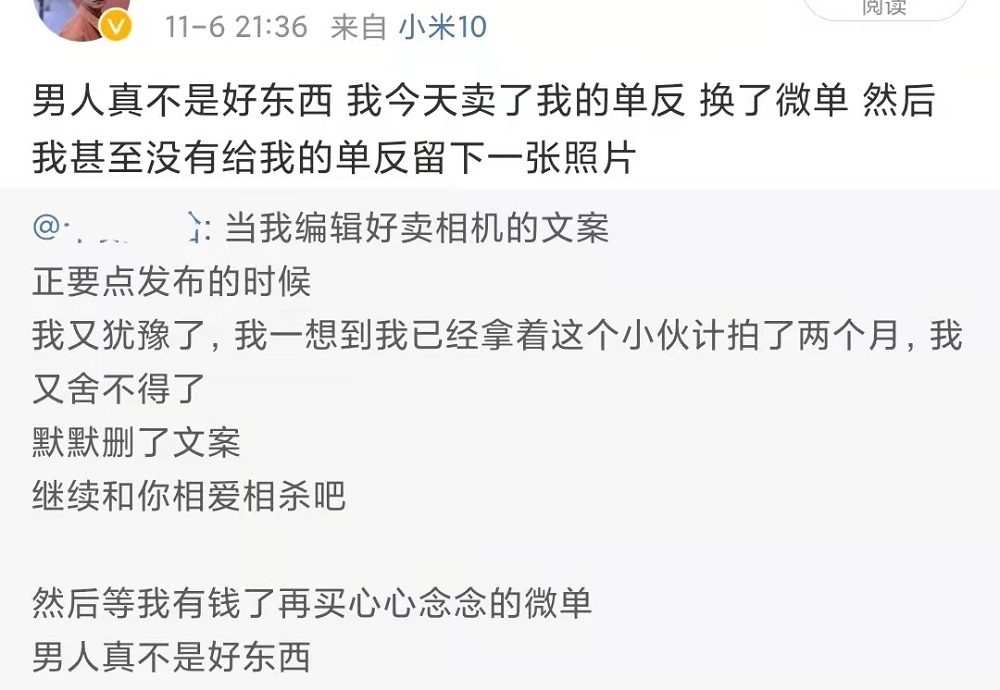 阅读
11-6 21:36 来自 小米10
男人真不是好东西 我今天卖了我的单反 换了微单 然后
我甚至没有给我的单反留下一张照片
@: 当我编辑好卖相机的文案
正要点发布的时候
我又犹豫了, 我一想到我已经拿着这个小伙计拍了两个月, 我
又舍不得了
默默删了文案
继续和你相爱相杀吧
然后等我有钱了再买心心念念的微单
男人真不是好东西